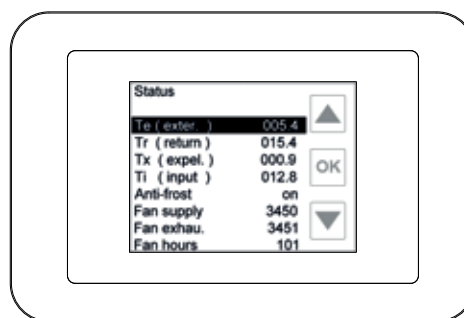 Status
Te ( exter. ) 005.4
Tr ( return ) 015.4
Tx ( expel. ) 000.9
Ti ( input ) 012.8
Anti-frost on
Fan supply 3450
Fan exhau. 3451
Fan hours 101
OK